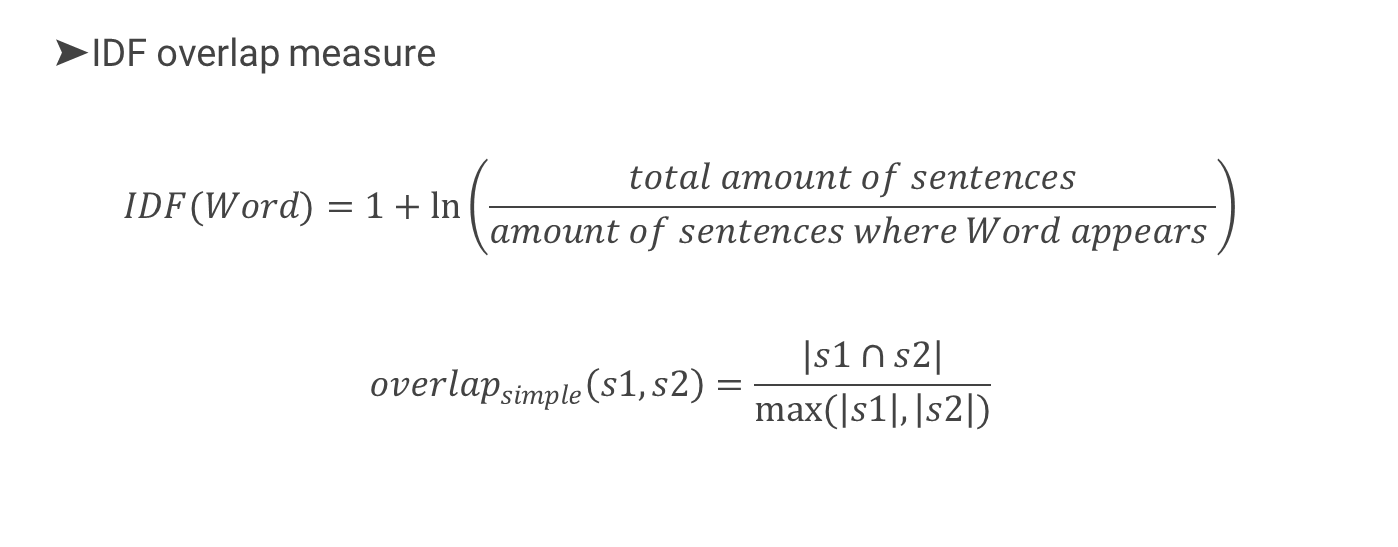 ➤IDF overlap measure
IDF(Word) = 1 + ln(total amount of sentences / amount of sentences where Word appears)
overlap_simple(s1, s2) = |s1 ∩ s2| / max(|s1|, |s2|)